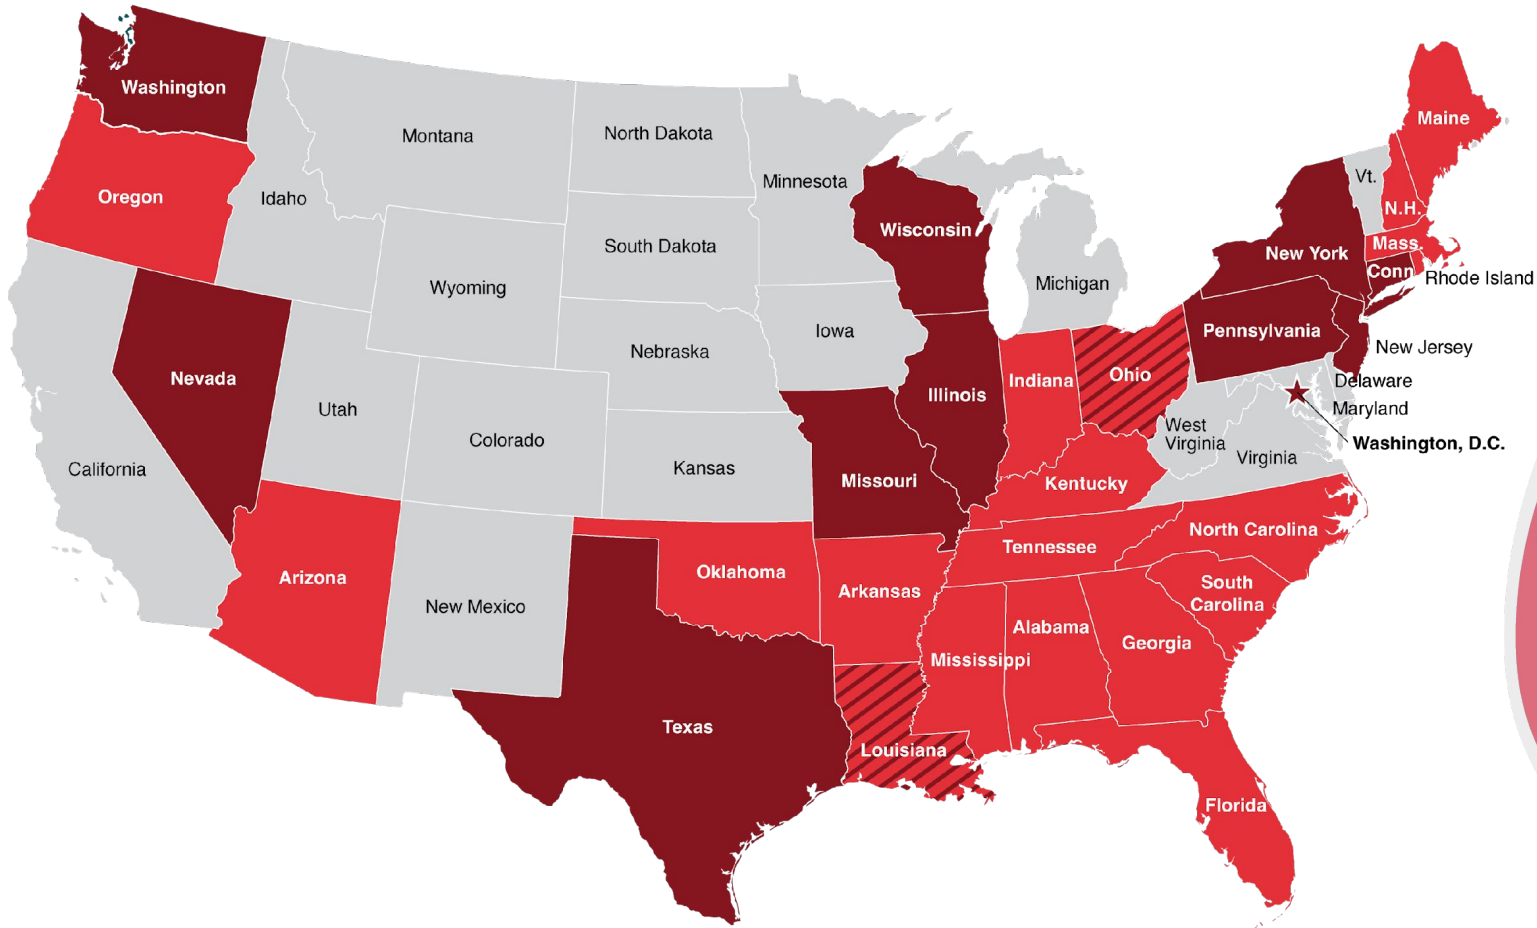 Washington
Oregon
Idaho
Montana
North Dakota
Minnesota
South Dakota
Wyoming
Nebraska
Iowa
Wisconsin
Michigan
Maine
Vt.
N.H.
Mass.
New York
Conn
Rhode Island
Pennsylvania
New Jersey
Delaware
Maryland
Washington, D.C.
Nevada
Utah
Colorado
Kansas
California
Illinois
Indiana
Ohio
West
Virginia
Virginia
Missouri
Kentucky
Arizona
New Mexico
Oklahoma
Arkansas
Tennessee
North Carolina
South
Carolina
Mississippi
Alabama
Georgia
Texas
Louisiana
Florida